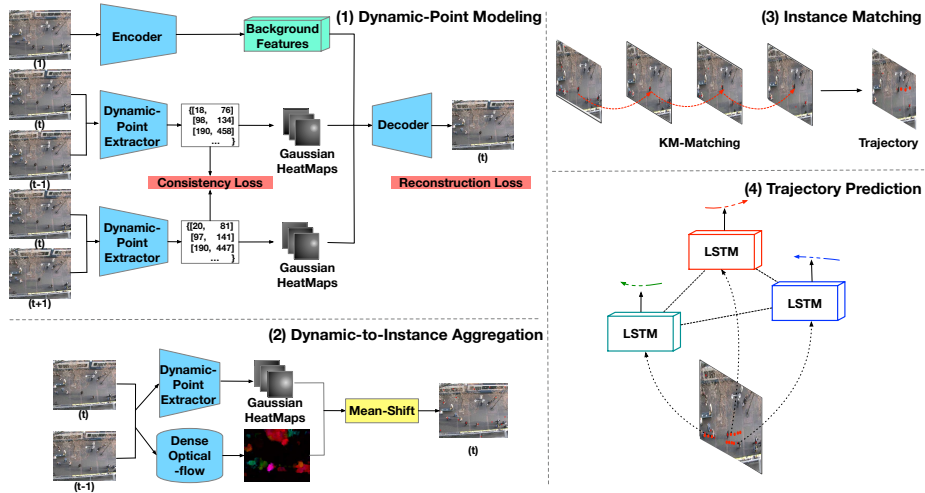 (1) Dynamic-Point Modeling
Encoder
Background
Features
(1)
Dynamic-
Point
Extractor
{[18, 76]
[98, 134]
[190, 458]
... }
(t)
(t-1)
Gaussian
HeatMaps
Decoder
(t)
Consistency Loss
Reconstruction Loss
Dynamic-
Point
Extractor
{[20, 81]
[97, 141]
[190, 447]
... }
(t)
(t+1)
Gaussian
HeatMaps
(2) Dynamic-to-Instance Aggregation
Dynamic-
Point
Extractor
(t)
Gaussian
HeatMaps
Mean-Shift
(t)
Dense
Optical
-flow
(t-1)
(3) Instance Matching
KM-Matching
Trajectory
(4) Trajectory Prediction
LSTM
LSTM
LSTM